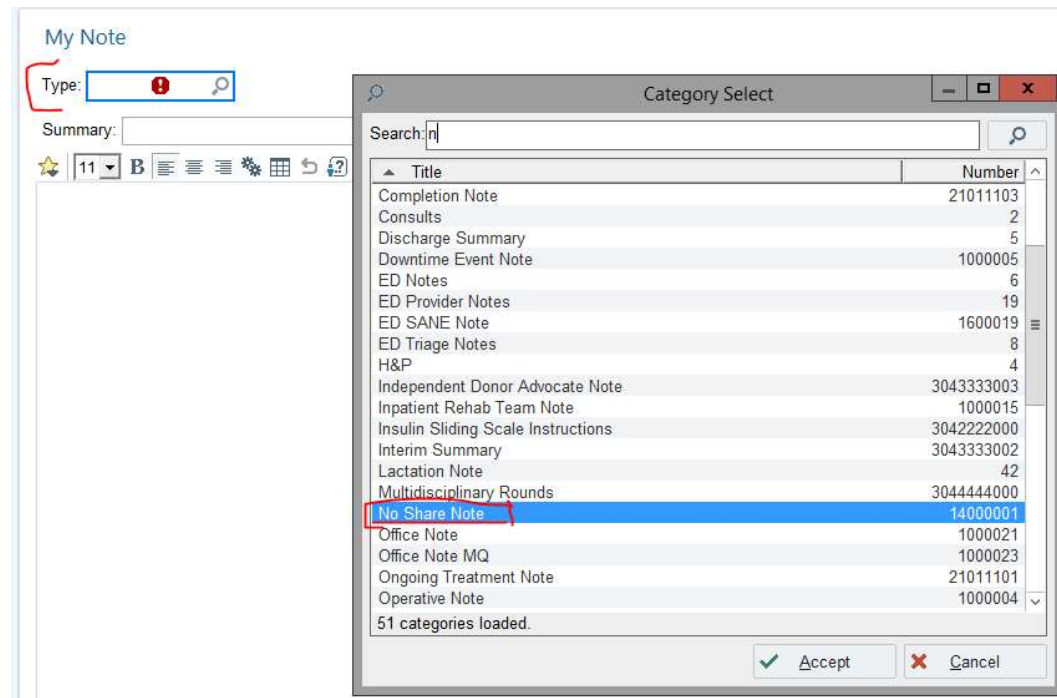 My Note
Type:
Category Select
Summary:
Search: n
11 B
Title Number
Completion Note 21011103
Consults 2
Discharge Summary 5
Downtime Event Note 1000005
ED Notes 6
ED Provider Notes 19
ED SANE Note 1600019
ED Triage Notes 8
H&P 4
Independent Donor Advocate Note 3043333003
Inpatient Rehab Team Note 1000015
Insulin Sliding Scale Instructions 3042222000
Interim Summary 3043333002
Lactation Note 42
Multidisciplinary Rounds 3044444000
No Share Note 14000001
Office Note 1000021
Office Note MQ 1000023
Ongoing Treatment Note 21011101
Operative Note 1000004
51 categories loaded.
Accept Cancel